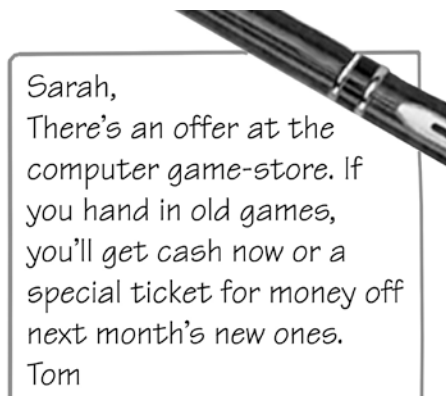 Sarah,
There's an offer at the
computer game-store. If
you hand in old games,
you'll get cash now or a
special ticket for money off
next month's new ones.
Tom